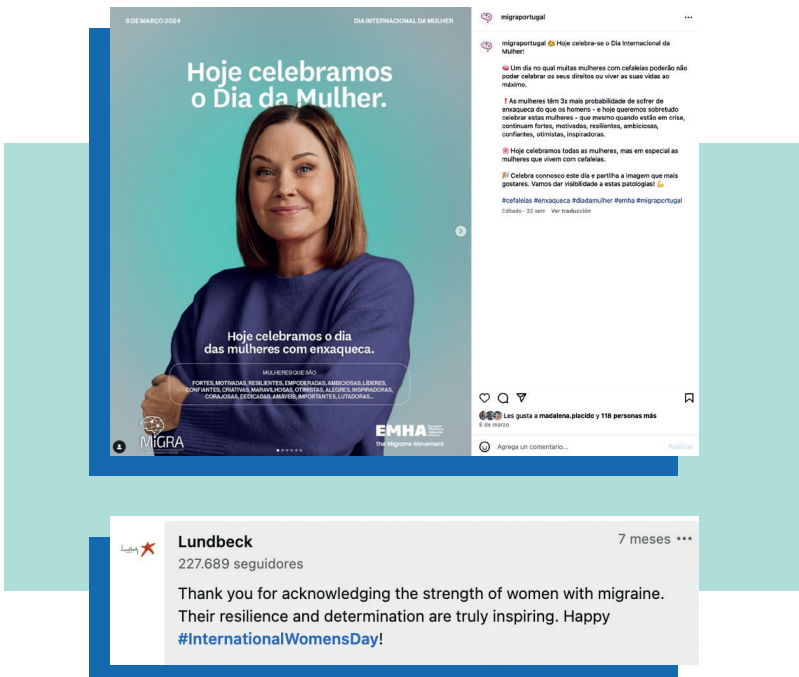 8 DE MARÇO 2024
DIA INTERNACIONAL DA MULHER
Hoje celebramos
o Dia da Mulher.
Hoje celebramos o dia
das mulheres com enxaqueca.
MULHERES QUE SÃO
FORTES, MOTIVADAS, RESILIENTES, EMPODERADAS, AMBICIOSAS, LÍDERES,
CONFIANTES, CRIATIVAS, MARAVILHOSAS, OTIMISTAS, ALEGRES, INSPIRADORAS,
CORAJOSAS, DEDICADAS, AMÁVEIS, IMPORTANTES, LUTADORAS...
MiGRA
EMHA
The Migraine Movement
migraportugal
migraportugal 🤩 Hoje celebra-se o Dia Internacional da
Mulher!
🧠 Um dia no qual muitas mulheres com cefaleias poderão não
poder celebrar os seus direitos ou viver as suas vidas ao
máximo.
❗ As mulheres têm 3x mais probabilidade de sofrer de
enxaqueca do que os homens - e hoje queremos sobretudo
celebrar estas mulheres - que mesmo quando estão em crise,
continuam fortes, motivadas, resilientes, ambiciosas,
confiantes, otimistas, inspiradoras.
🌸 Hoje celebramos todas as mulheres, mas em especial as
mulheres que vivem com cefaleias.
🎉 Celebra connosco este dia e partilha a imagem que mais
gostares. Vamos dar visibilidade a estas patologias! 💪
#cefaleias #enxaqueca #diadamulher #emha #migraportugal
Editado · 32 sem Ver traducción
Les gusta a madalena.placido y 118 personas más
8 de marzo
Agrega un comentario...
Publicar
Lundbeck
7 meses •••
227.689 seguidores
Thank you for acknowledging the strength of women with migraine.
Their resilience and determination are truly inspiring. Happy
#InternationalWomensDay!